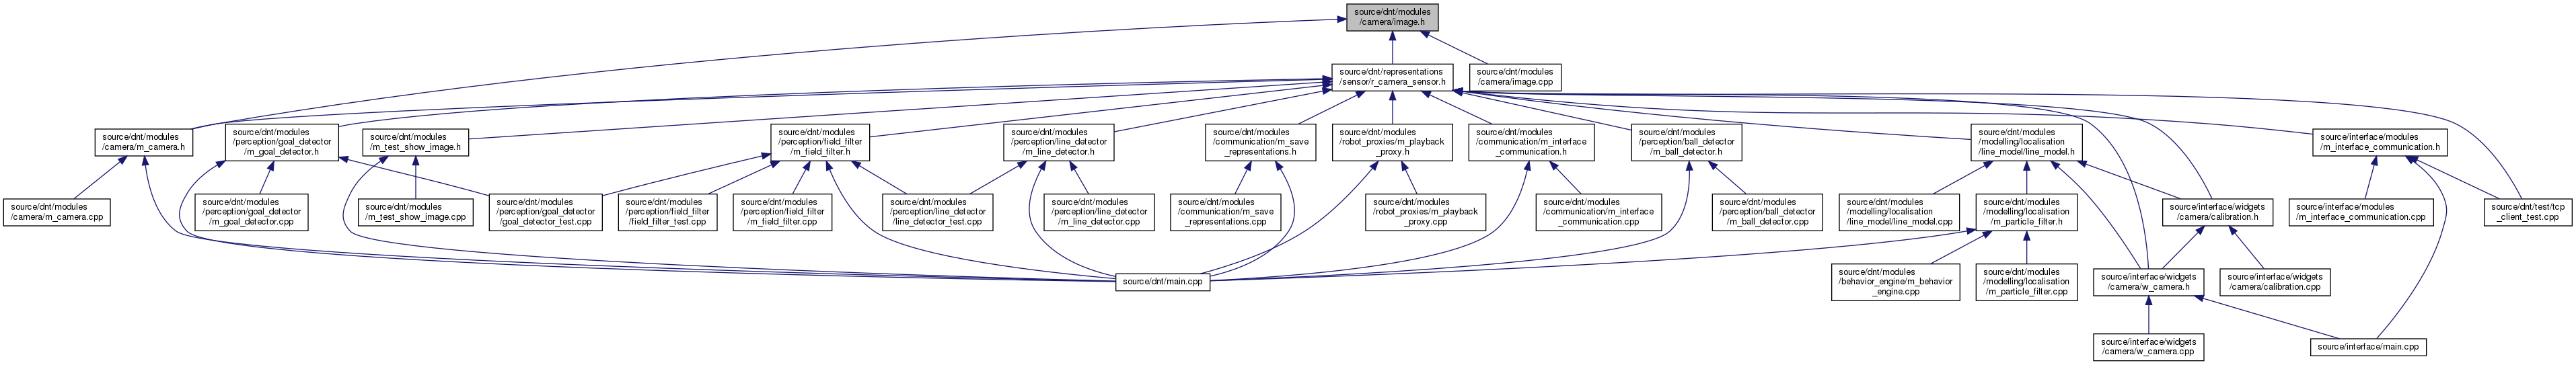 source/dnt/modules
/camera/image.h
source/dnt/representations
/sensor/r_camera_sensor.h
source/dnt/modules
/camera/image.cpp
source/dnt/modules
/camera/m_camera.h
source/dnt/modules
/perception/goal_detector
/m_goal_detector.h
source/dnt/modules
/m_test_show_image.h
source/dnt/modules
/perception/field_filter
/m_field_filter.h
source/dnt/modules
/perception/line_detector
/m_line_detector.h
source/dnt/modules
/communication/m_save
_representations.h
source/dnt/modules
/robot_proxies/m_playback
_proxy.h
source/dnt/modules
/communication/m_interface
_communication.h
source/dnt/modules
/perception/ball_detector
/m_ball_detector.h
source/dnt/modules
/modelling/localisation
/line_model/line_model.h
source/interface/modules
/m_interface_communication.h
source/dnt/modules
/camera/m_camera.cpp
source/dnt/modules
/perception/goal_detector
/m_goal_detector.cpp
source/dnt/modules
/m_test_show_image.cpp
source/dnt/modules
/perception/goal_detector
/goal_detector_test.cpp
source/dnt/modules
/perception/field_filter
/field_filter_test.cpp
source/dnt/modules
/perception/field_filter
/m_field_filter.cpp
source/dnt/modules
/perception/line_detector
/line_detector_test.cpp
source/dnt/modules
/perception/line_detector
/m_line_detector.cpp
source/dnt/modules
/communication/m_save
_representations.cpp
source/dnt/modules
/robot_proxies/m_playback
_proxy.cpp
source/dnt/modules
/communication/m_interface
_communication.cpp
source/dnt/modules
/perception/ball_detector
/m_ball_detector.cpp
source/dnt/modules
/modelling/localisation
/line_model/line_model.cpp
source/dnt/modules
/modelling/localisation
/m_particle_filter.h
source/interface/widgets
/camera/calibration.h
source/interface/modules
/m_interface_communication.cpp
source/dnt/test/tcp
_client_test.cpp
source/dnt/main.cpp
source/dnt/modules
/behavior_engine/m_behavior
_engine.cpp
source/dnt/modules
/modelling/localisation
/m_particle_filter.cpp
source/interface/widgets
/camera/w_camera.h
source/interface/widgets
/camera/calibration.cpp
source/interface/widgets
/camera/w_camera.cpp
source/interface/main.cpp